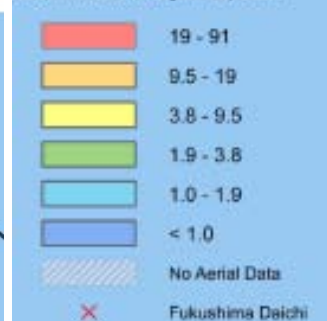 19 - 91
9.5 - 19
3.8 - 9.5
1.9 - 3.8
1.0 - 1.9
< 1.0
No Aerial Data
Fukushima Daichi